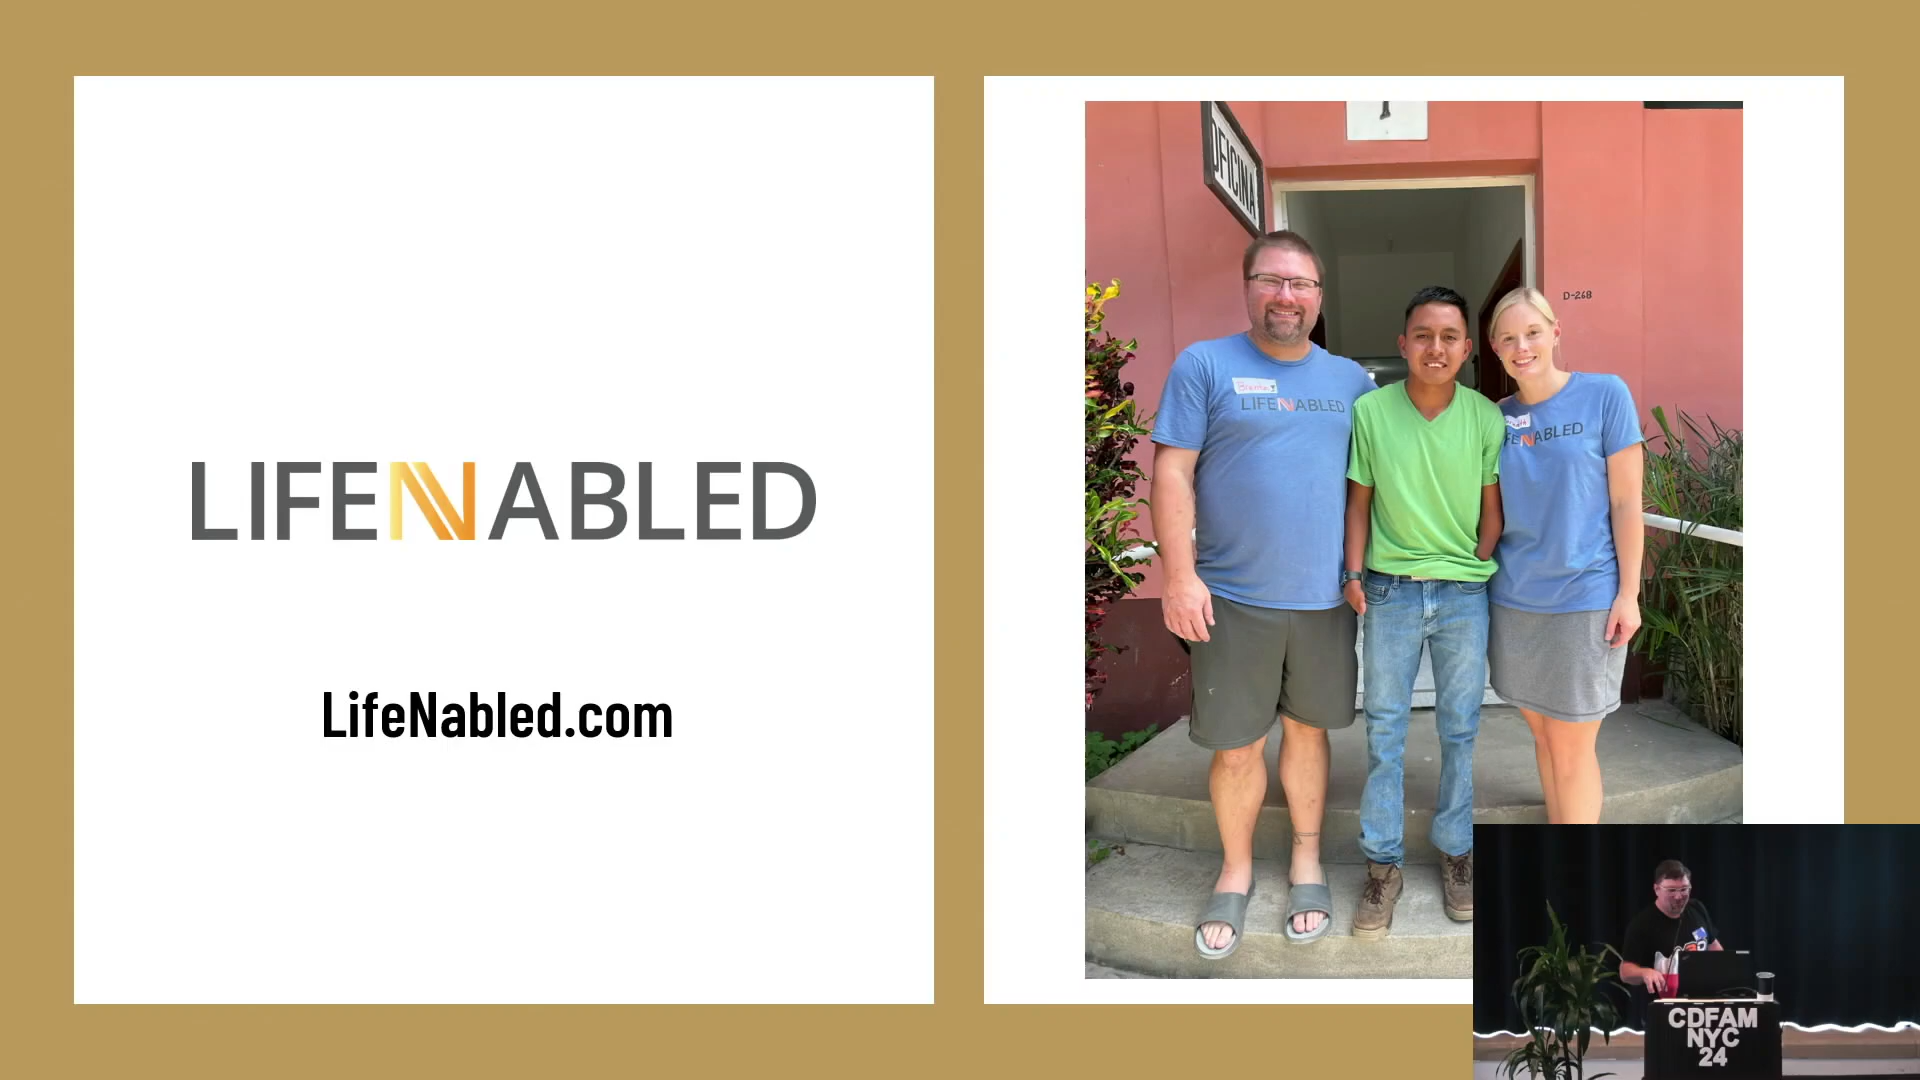 LIFENABLED
LifeNabled.com
OFICINA
D-268
LIFENABLED
FENABLED
CDFAM
NYC
24